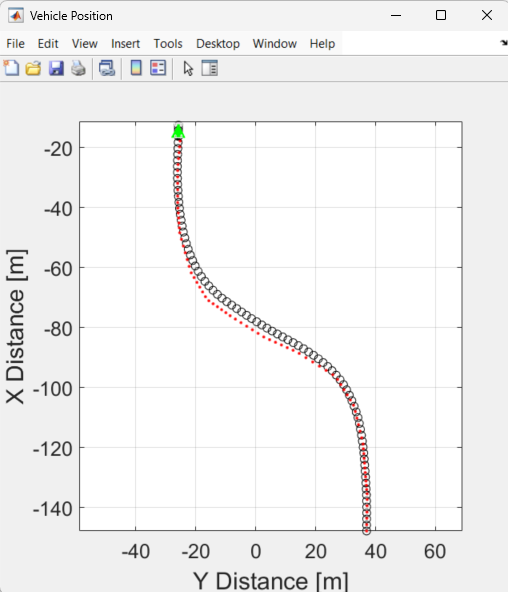 Vehicle Position
File Edit View Insert Tools Desktop Window Help
-20
-40
-60
-80
-100
-120
-140
X Distance [m]
-40 -20 0 20 40 60
Y Distance [m]